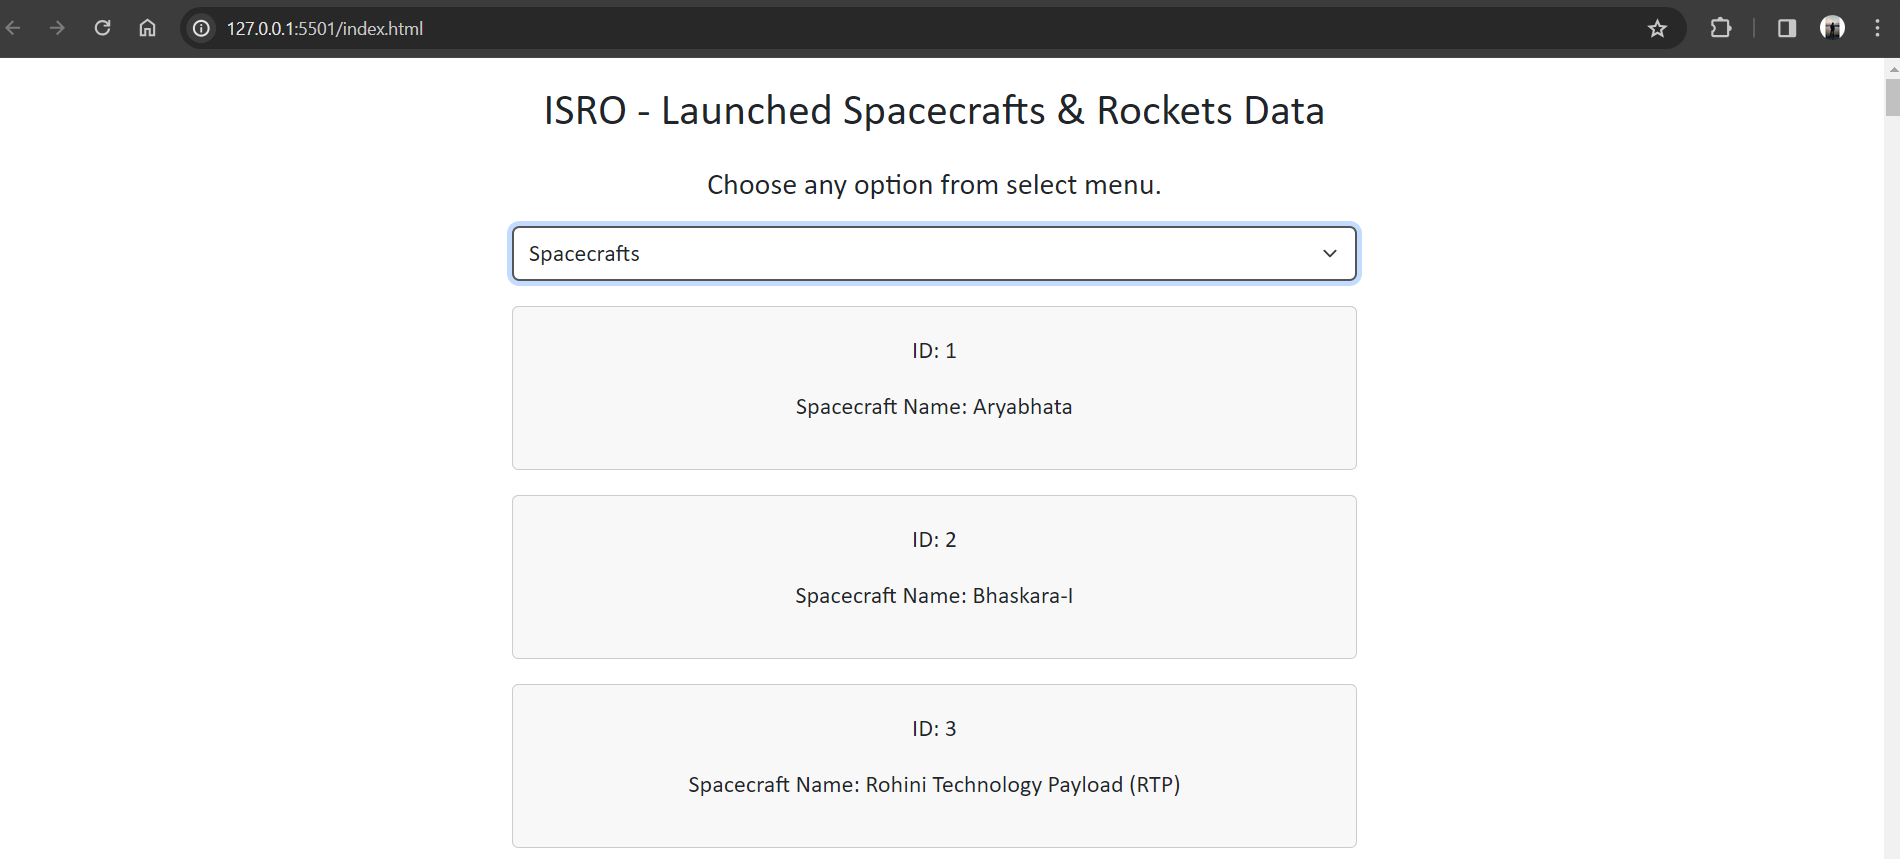 127.0.0.1:5501/index.html
ISRO - Launched Spacecrafts & Rockets Data
Choose any option from select menu.
Spacecrafts
ID: 1
Spacecraft Name: Aryabhata
ID: 2
Spacecraft Name: Bhaskara-I
ID: 3
Spacecraft Name: Rohini Technology Payload (RTP)